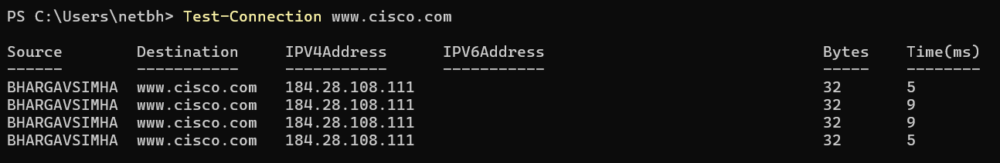 PS C:\Users\netbh> Test-Connection www.cisco.com
Source        Destination     IPV4Address      IPV6Address                              Bytes    Time(ms)
------        -----------     -----------      -----------                              -----    --------
BHARGAVSIMHA  www.cisco.com   184.28.108.111                                            32       5
BHARGAVSIMHA  www.cisco.com   184.28.108.111                                            32       9
BHARGAVSIMHA  www.cisco.com   184.28.108.111                                            32       9
BHARGAVSIMHA  www.cisco.com   184.28.108.111                                            32       5